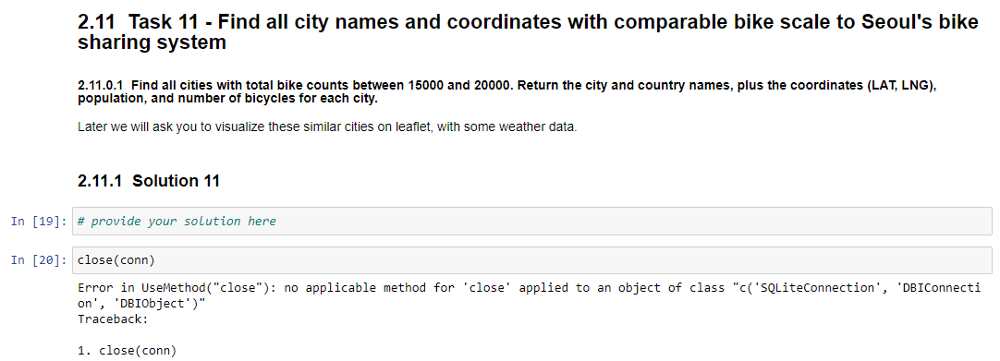 2.11 Task 11 - Find all city names and coordinates with comparable bike scale to Seoul's bike
sharing system
2.11.0.1 Find all cities with total bike counts between 15000 and 20000. Return the city and country names, plus the coordinates (LAT, LNG),
population, and number of bicycles for each city.
Later we will ask you to visualize these similar cities on leaflet, with some weather data.
2.11.1 Solution 11
In [19]: # provide your solution here
In [20]: close(conn)
Error in UseMethod("close"): no applicable method for 'close' applied to an object of class "c('SQLiteConnection', 'DBIConnecti
on', 'DBIObject')"
Traceback:
1. close(conn)